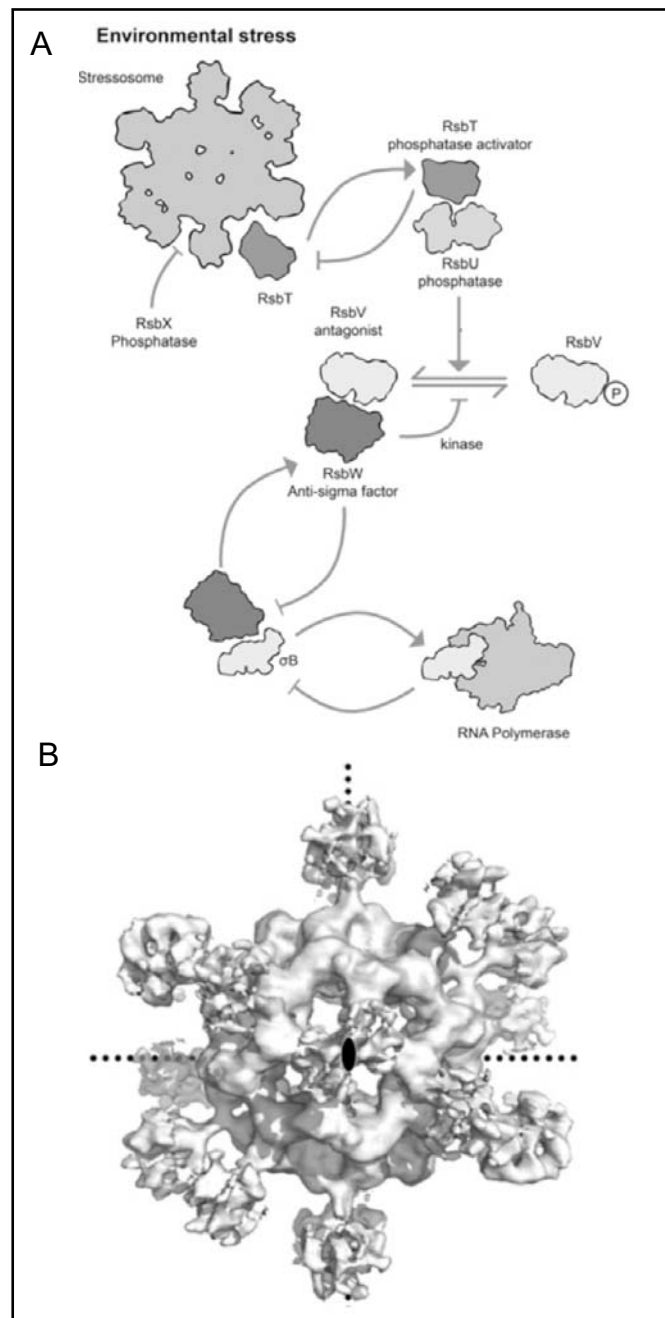 A
Environmental stress
Stressosome
RsbT
phosphatase activator
RsbT
RsbU
phosphatase
RsbX
Phosphatase
RsbV
antagonist
RsbV
P
kinase
RsbW
Anti-sigma factor
σB
RNA Polymerase
B